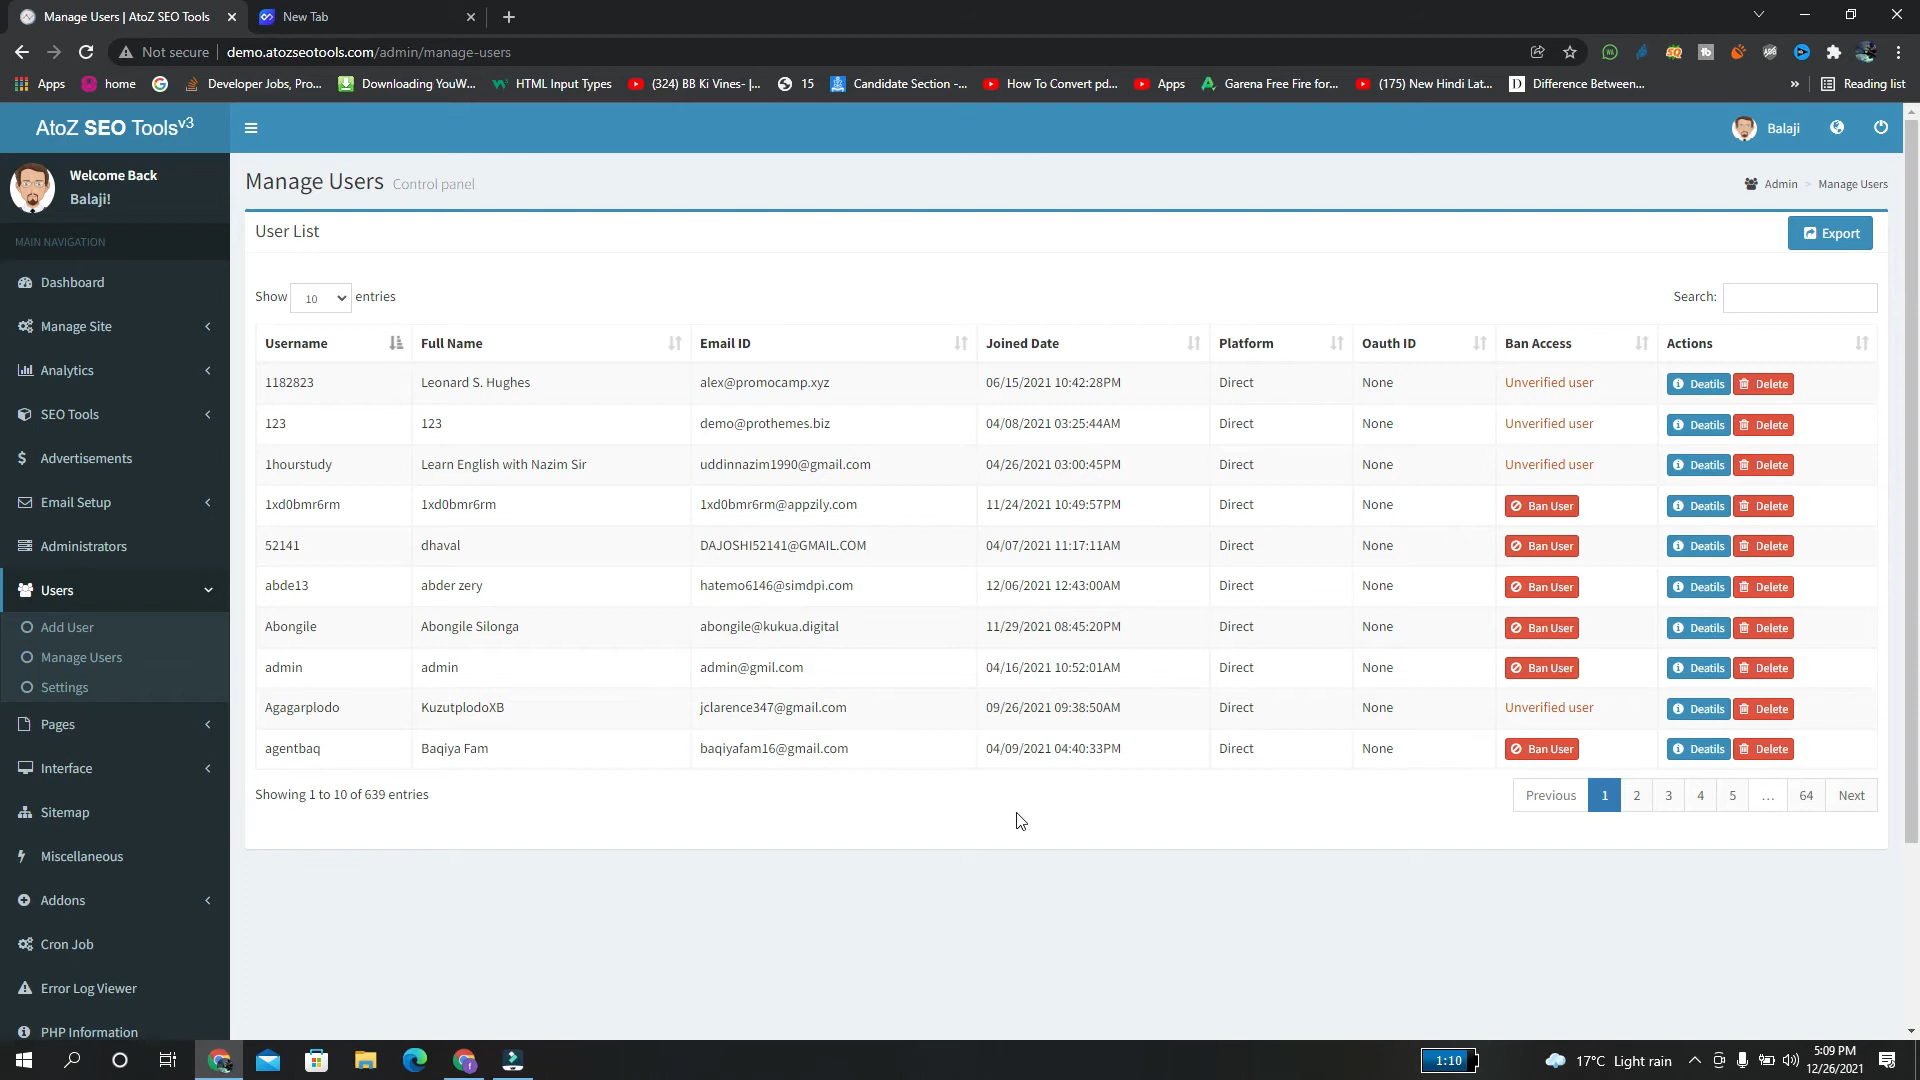 Manage Users | AtoZ SEO Tools
New Tab
Not secure
demo.atozseotools.com/admin/manage-users
Apps
home
Developer Jobs, Pro...
Downloading YouW...
HTML Input Types
(324) BB Ki Vines- |...
15
Candidate Section -...
How To Convert pd...
Apps
Garena Free Fire for...
(175) New Hindi Lat...
Difference Between...
»
Reading list
AtoZ SEO Tools v3
Balaji
Welcome Back
Balaji!
MAIN NAVIGATION
Dashboard
Manage Site
Analytics
SEO Tools
Advertisements
Email Setup
Administrators
Users
Add User
Manage Users
Settings
Pages
Interface
Sitemap
Miscellaneous
Addons
Cron Job
Error Log Viewer
PHP Information
Manage Users Control panel
Admin > Manage Users
User List
Export
Show 10 entries
Search:
Username Full Name Email ID Joined Date Platform Oauth ID Ban Access Actions
1182823 Leonard S. Hughes alex@promocamp.xyz 06/15/2021 10:42:28PM Direct None Unverified user Deatils Delete
123 123 demo@prothemes.biz 04/08/2021 03:25:44AM Direct None Unverified user Deatils Delete
1hourstudy Learn English with Nazim Sir uddinnazim1990@gmail.com 04/26/2021 03:00:45PM Direct None Unverified user Deatils Delete
1xd0bmr6rm 1xd0bmr6rm 1xd0bmr6rm@appzily.com 11/24/2021 10:49:57PM Direct None Ban User Deatils Delete
52141 dhaval DAJOSHI52141@GMAIL.COM 04/07/2021 11:17:11AM Direct None Ban User Deatils Delete
abde13 abder zery hatemo6146@simdpi.com 12/06/2021 12:43:00AM Direct None Ban User Deatils Delete
Abongile Abongile Silonga abongile@kukua.digital 11/29/2021 08:45:20PM Direct None Ban User Deatils Delete
admin admin admin@gmil.com 04/16/2021 10:52:01AM Direct None Ban User Deatils Delete
Agagarplodo KuzutplodoXB jclarence347@gmail.com 09/26/2021 09:38:50AM Direct None Unverified user Deatils Delete
agentbaq Baqiya Fam baqiyafam16@gmail.com 04/09/2021 04:40:33PM Direct None Ban User Deatils Delete
Showing 1 to 10 of 639 entries
Previous 1 2 3 4 5 ... 64 Next
1:10
17°C Light rain
5:09 PM
12/26/2021